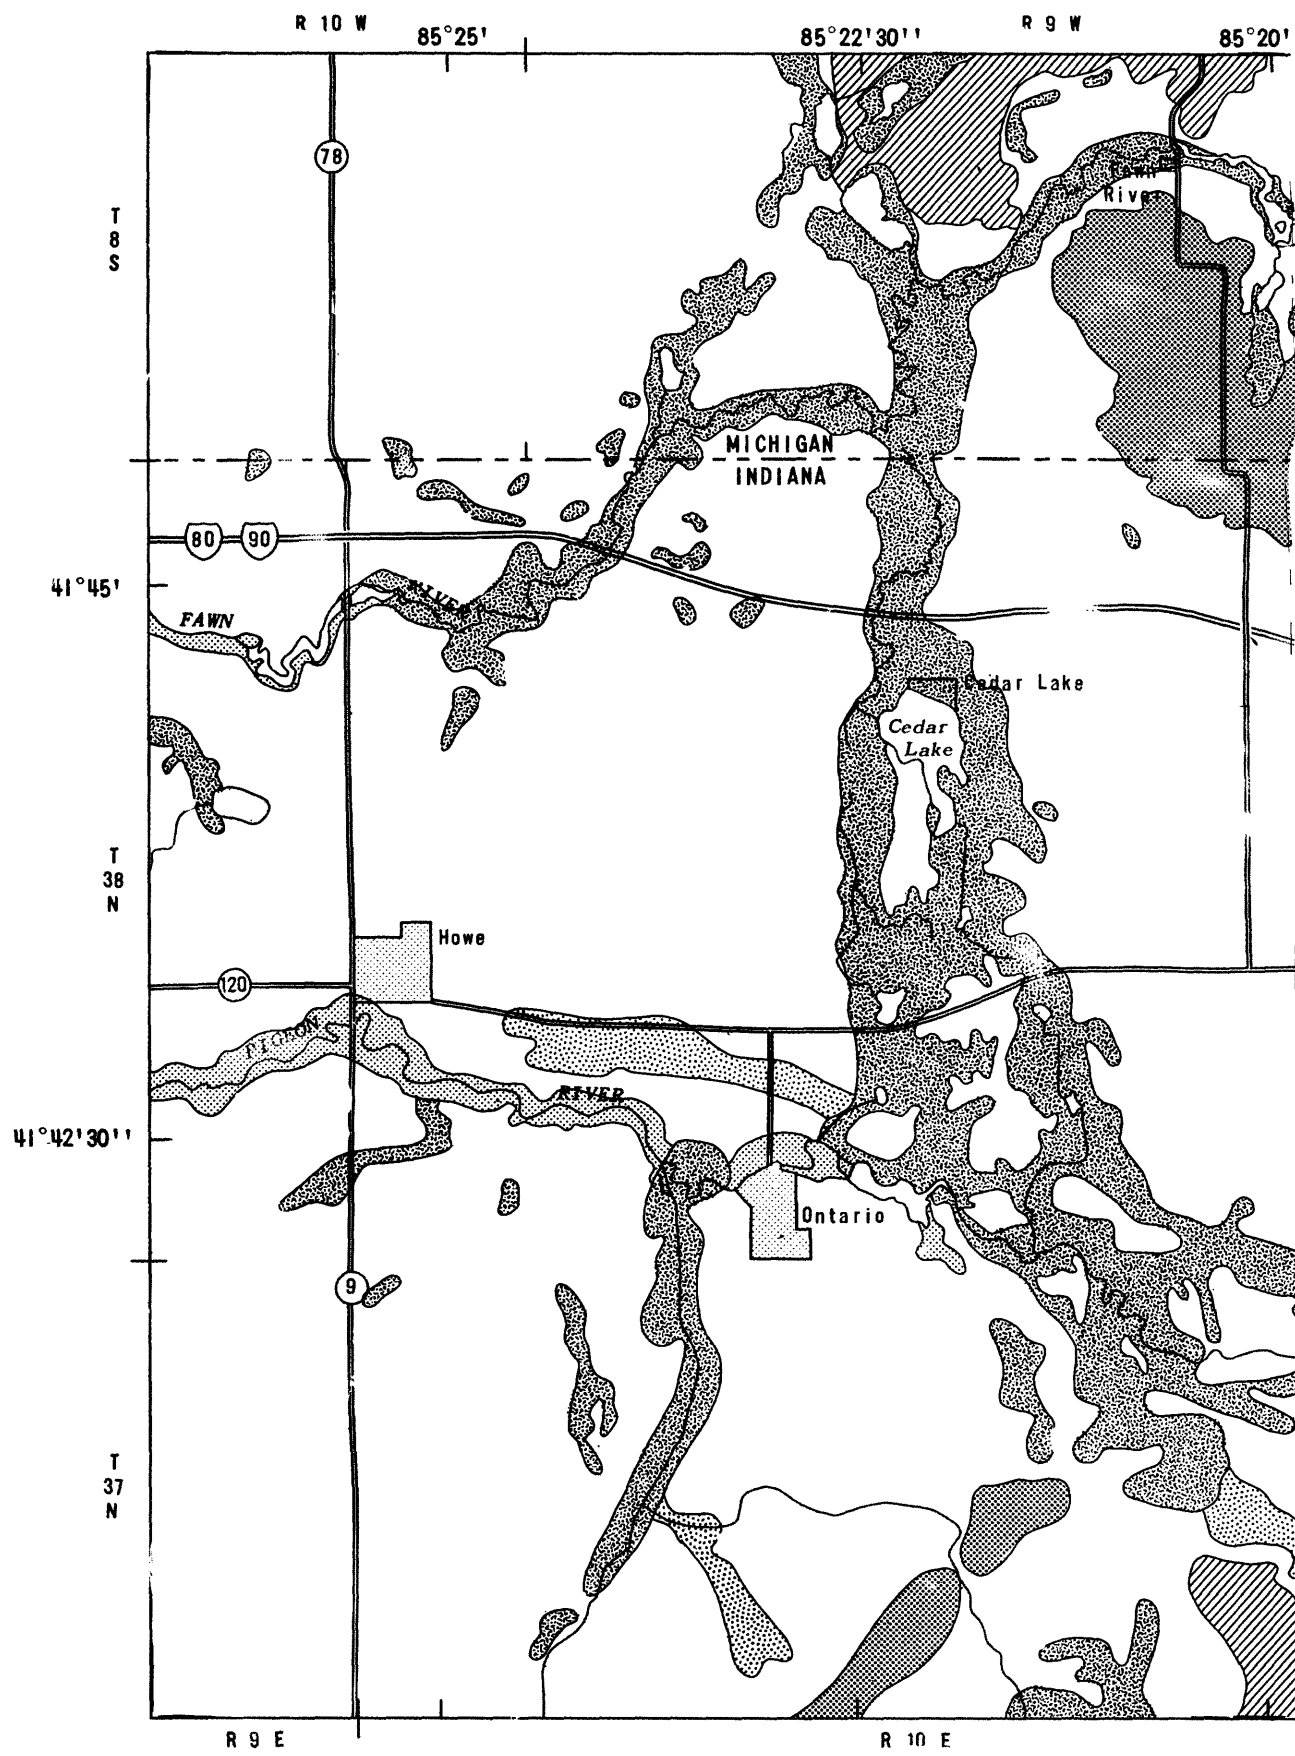 R 10 W
R 9 W
85°25'
85°22'30''
85°20'
78
T
8
S
Fawn
River
MICHIGAN
INDIANA
80
90
41°45'
RIVER
FAWN
Cedar Lake
Cedar
Lake
T
38
N
Howe
120
PIGEON
RIVER
41°42'30''
Ontario
9
T
37
N
R 9 E
R 10 E